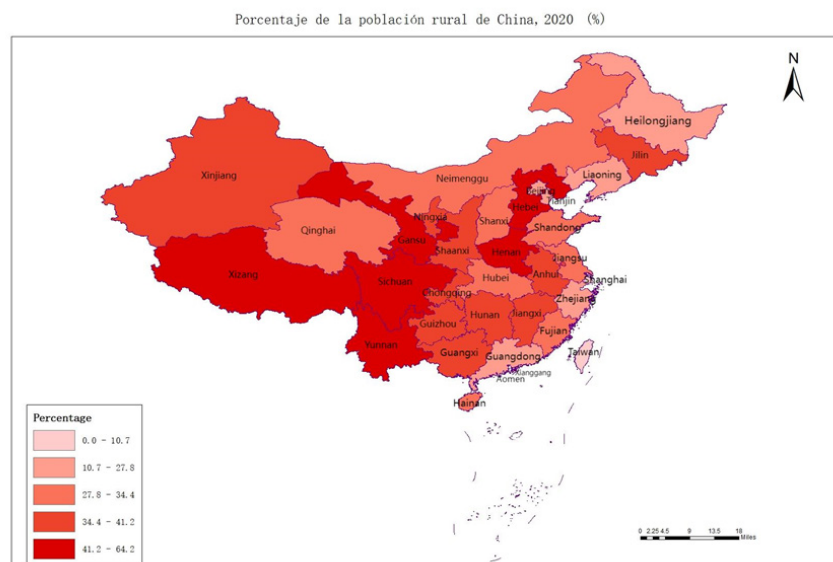 Porcentaje de la población rural de China, 2020 (%)
N
Heilongjiang
Jilin
Xinjiang
Liaoning
Neimenggu
Beijing
Tianjin
Ningxia
Hebei
Shanxi
Qinghai
Shandong
Gansu
Shaanxi
Henan
Jiangsu
Xizang
Sichuan
Anhui
Hubei
Shanghai
Chongqing
Zhejiang
Hunan
Jiangxi
Guizhou
Fujian
Yunnan
Guangxi
Guangdong
Taiwan
Xianggang
Aomen
Hainan
Percentage
0.0 - 10.7
10.7 - 27.8
27.8 - 34.4
34.4 - 41.2
41.2 - 64.2
0 2.25 4.5 9 13.5 18
Miles